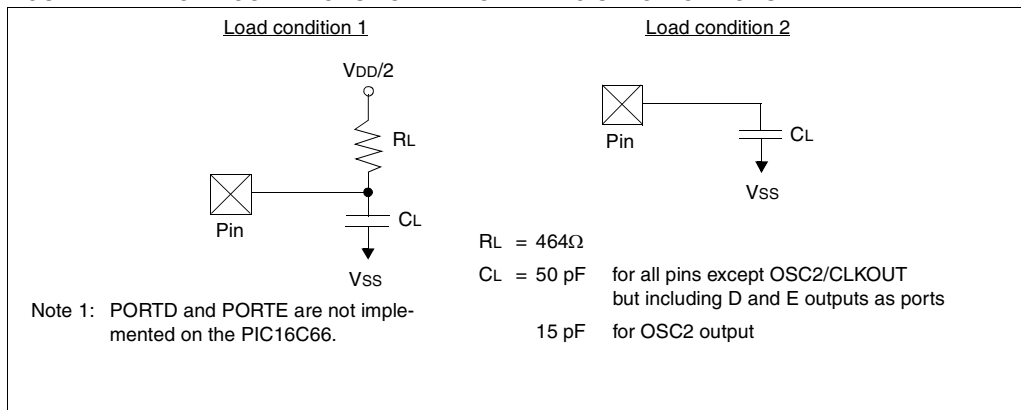 Load condition 1
VDD/2
RL
Pin
CL
VSS
Load condition 2
Pin
CL
VSS
RL = 464Ω
CL = 50 pF for all pins except OSC2/CLKOUT
but including D and E outputs as ports
15 pF for OSC2 output
Note 1: PORTD and PORTE are not imple-
mented on the PIC16C66.